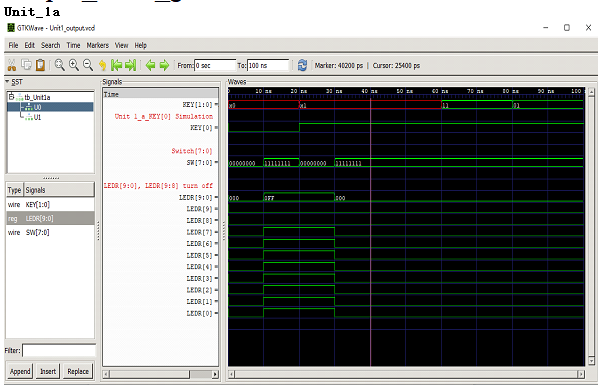 Unit_1a
GTKWave - Unit1_output.vcd
File Edit Search Time Markers View Help
From: 0 sec To: 100 ns Marker: 40200 ps | Cursor: 25400 ps
SST
tb_Unit1a
U0
U1
Type Signals
wire KEY[1:0]
reg LEDR[9:0]
wire SW[7:0]
Filter:
Append Insert Replace
Signals
Time
KEY[1:0] =
Unit 1_a_KEY[0] Simulation
KEY[0] =
Switch[7:0]
SW[7:0] =
LEDR[9:0], LEDR[9:8] turn off
LEDR[9:0] =
LEDR[9] =
LEDR[8] =
LEDR[7] =
LEDR[6] =
LEDR[5] =
LEDR[4] =
LEDR[3] =
LEDR[2] =
LEDR[1] =
LEDR[0] =
Waves
0 10 ns 20 ns 30 ns 40 ns 50 ns 60 ns 70 ns 80 ns 90 ns 100
x0 x1 11 01
00000000 11111111 00000000 11111111
000 0FF 000